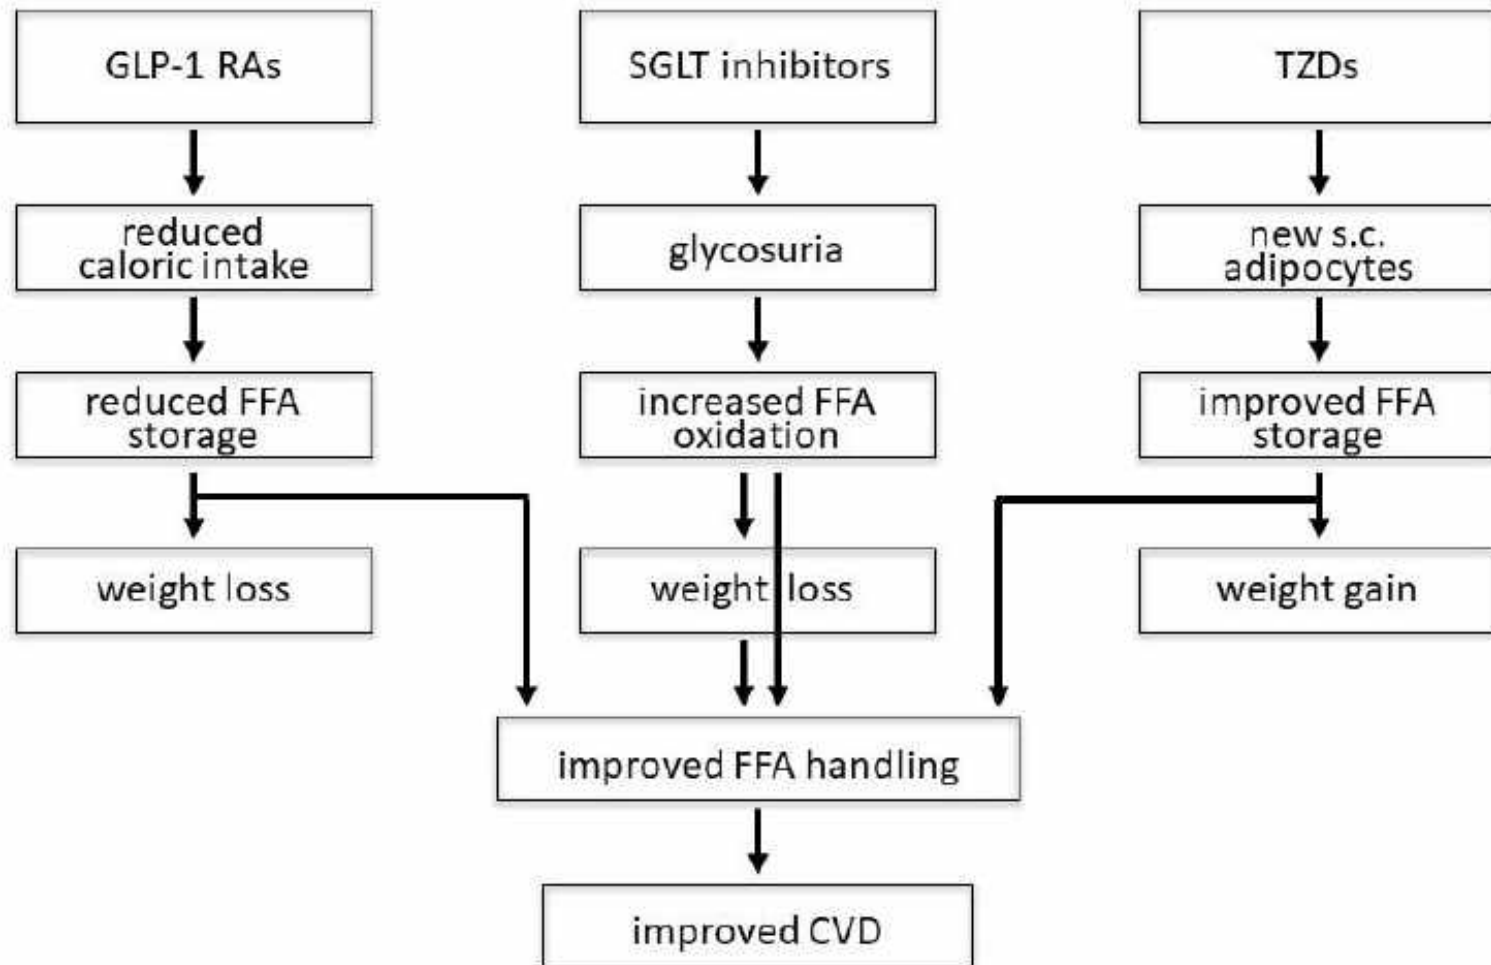 GLP-1 RAs
SGLT inhibitors
TZDs
reduced
caloric intake
glycosuria
new s.c.
adipocytes
reduced FFA
storage
increased FFA
oxidation
improved FFA
storage
weight loss
weight loss
weight gain
improved FFA handling
improved CVD